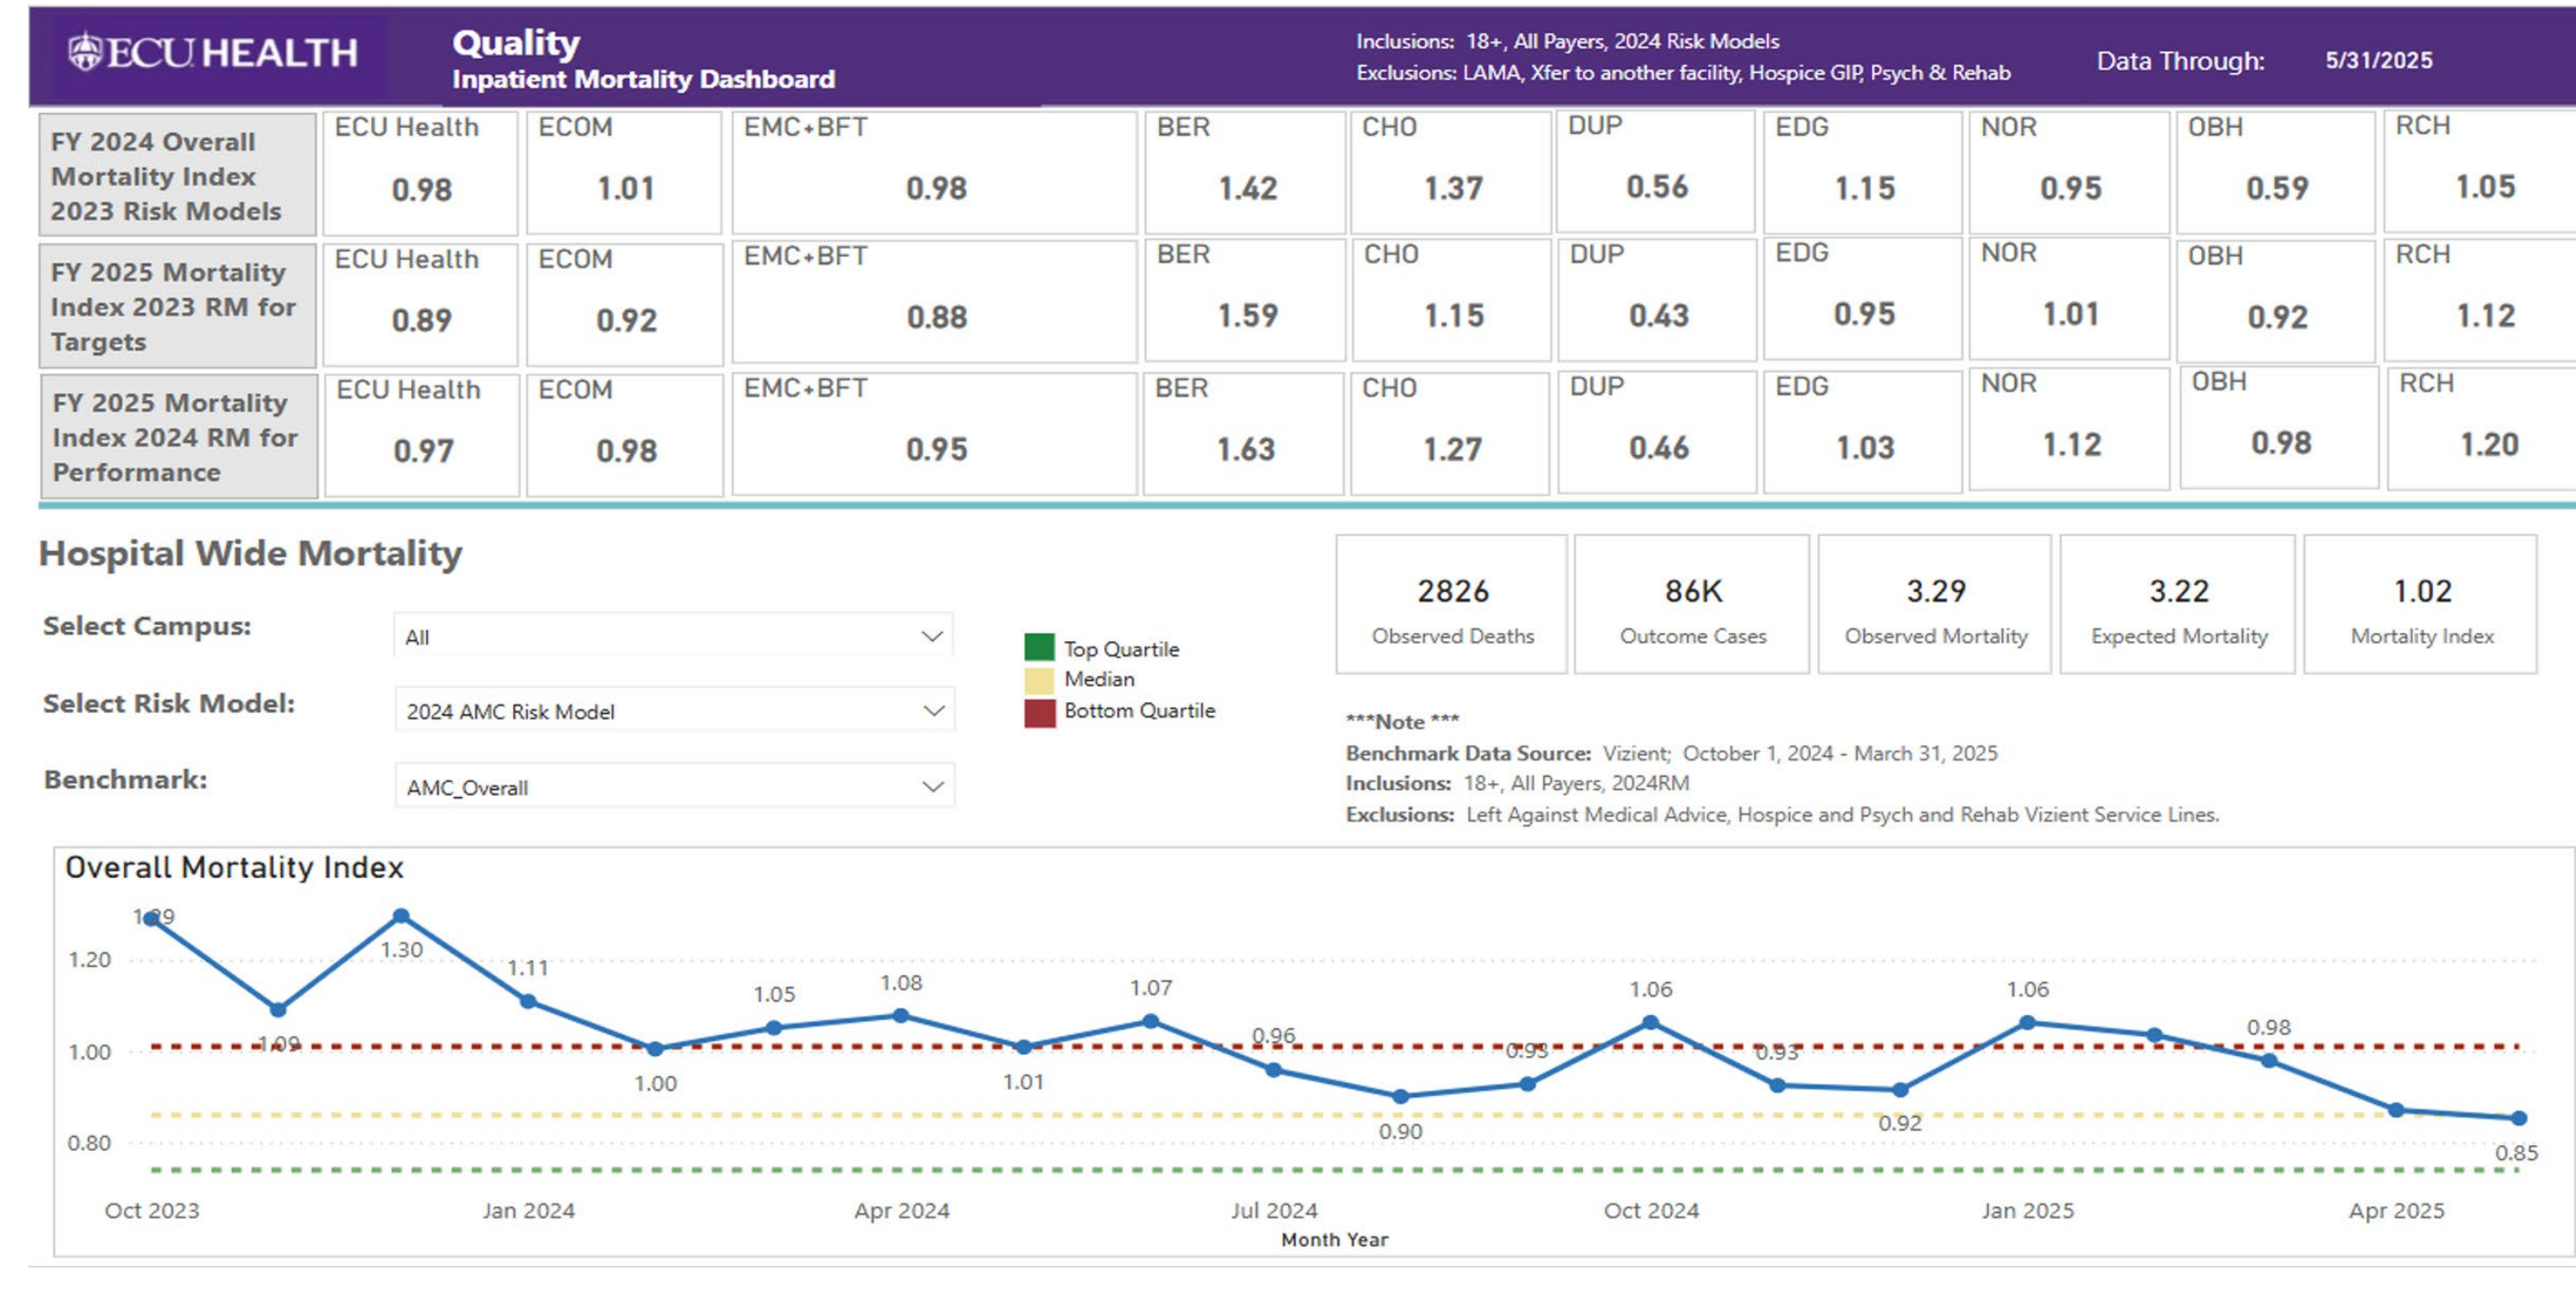 ECU HEALTH
Quality
Inpatient Mortality Dashboard
Inclusions: 18+, All Payers, 2024 Risk Models
Exclusions: LAMA, Xfer to another facility, Hospice GIP, Psych & Rehab
Data Through: 5/31/2025
FY 2024 Overall
Mortality Index
2023 Risk Models
ECU Health ECOM EMC+BFT BER CHO DUP EDG NOR OBH RCH
0.98 1.01 0.98 1.42 1.37 0.56 1.15 0.95 0.59 1.05
FY 2025 Mortality
Index 2023 RM for
Targets
ECU Health ECOM EMC+BFT BER CHO DUP EDG NOR OBH RCH
0.89 0.92 0.88 1.59 1.15 0.43 0.95 1.01 0.92 1.12
FY 2025 Mortality
Index 2024 RM for
Performance
ECU Health ECOM EMC+BFT BER CHO DUP EDG NOR OBH RCH
0.97 0.98 0.95 1.63 1.27 0.46 1.03 1.12 0.98 1.20
Hospital Wide Mortality
Select Campus: All
Select Risk Model: 2024 AMC Risk Model
Benchmark: AMC_Overall
Top Quartile
Median
Bottom Quartile
2826 86K 3.29 3.22 1.02
Observed Deaths Outcome Cases Observed Mortality Expected Mortality Mortality Index
***Note ***
Benchmark Data Source: Vizient; October 1, 2024 - March 31, 2025
Inclusions: 18+, All Payers, 2024RM
Exclusions: Left Against Medical Advice, Hospice and Psych and Rehab Vizient Service Lines.
Overall Mortality Index
1.20
1.00
0.80
1.29 1.09 1.30 1.11 1.00 1.05 1.08 1.01 1.07 0.96 0.90 0.93 1.06 0.93 0.92 1.06 0.98 0.85
Oct 2023 Jan 2024 Apr 2024 Jul 2024 Oct 2024 Jan 2025 Apr 2025
Month Year